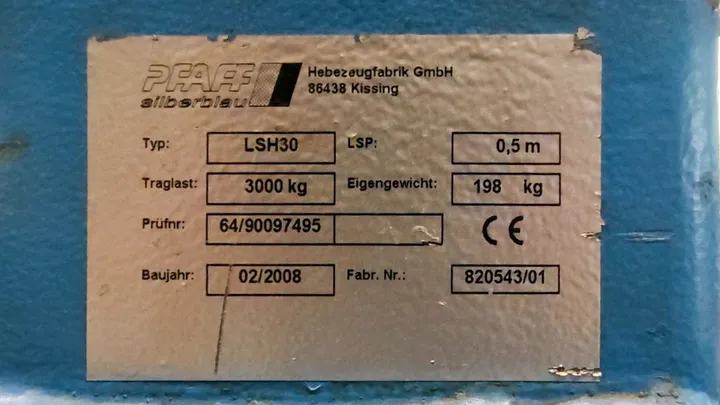 PFAFF
silberblau
Hebezeugfabrik GmbH
86438 Kissing
Typ: LSH30 LSP: 0,5 m
Traglast: 3000 kg Eigengewicht: 198 kg
Prüfnr: 64/90097495 CE
Baujahr: 02/2008 Fabr. Nr.: 820543/01